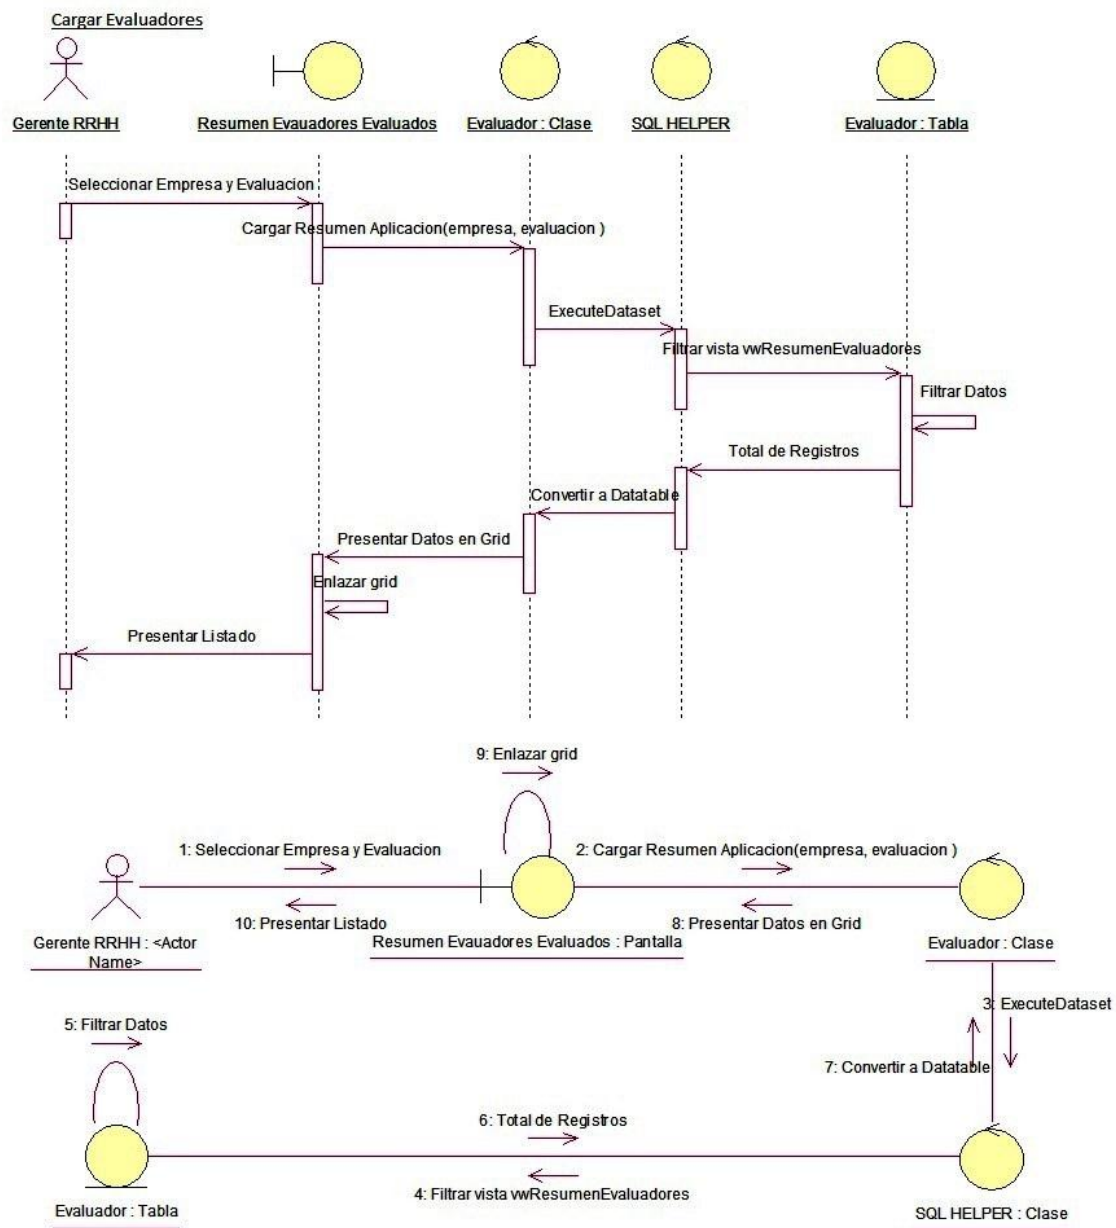 Cargar Evaluadores
Gerente RRHH
Resumen Evauadores Evaluados
Evaluador : Clase
SQL HELPER
Evaluador : Tabla
Seleccionar Empresa y Evaluacion
Cargar Resumen Aplicacion(empresa, evaluacion )
ExecuteDataset
Filtrar vista vwResumenEvaluadores
Filtrar Datos
Total de Registros
Convertir a Datatable
Presentar Datos en Grid
Enlazar grid
Presentar Listado
9: Enlazar grid
1: Seleccionar Empresa y Evaluacion
2: Cargar Resumen Aplicacion(empresa, evaluacion )
10: Presentar Listado
8: Presentar Datos en Grid
Gerente RRHH : <Actor
Name>
Resumen Evauadores Evaluados : Pantalla
Evaluador : Clase
3: ExecuteDataset
5: Filtrar Datos
7: Convertir a Datatable
6: Total de Registros
4: Filtrar vista vwResumenEvaluadores
Evaluador : Tabla
SQL HELPER : Clase